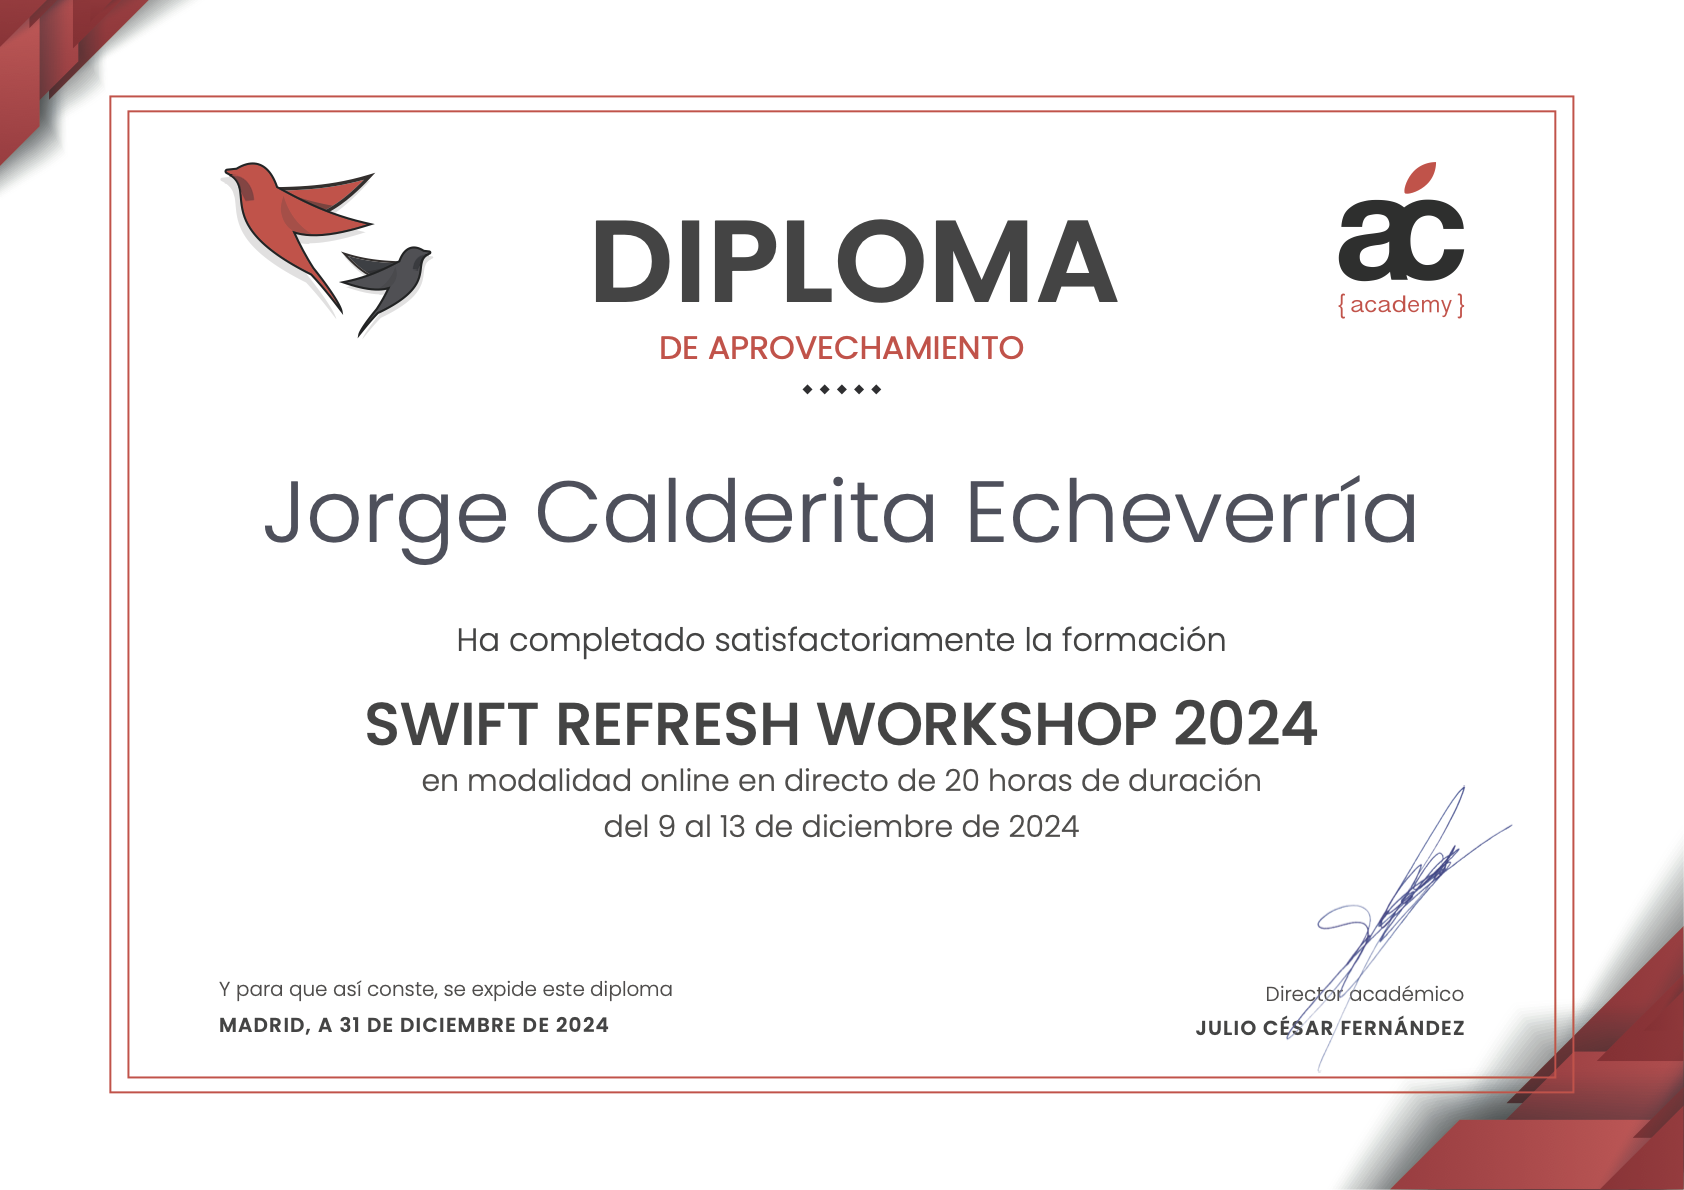 ac
{academy}
DIPLOMA
DE APROVECHAMIENTO
Jorge Calderita Echeverría
Ha completado satisfactoriamente la formación
SWIFT REFRESH WORKSHOP 2024
en modalidad online en directo de 20 horas de duración
del 9 al 13 de diciembre de 2024
Y para que así conste, se expide este diploma
MADRID, A 31 DE DICIEMBRE DE 2024
Director académico
JULIO CÉSAR FERNÁNDEZ